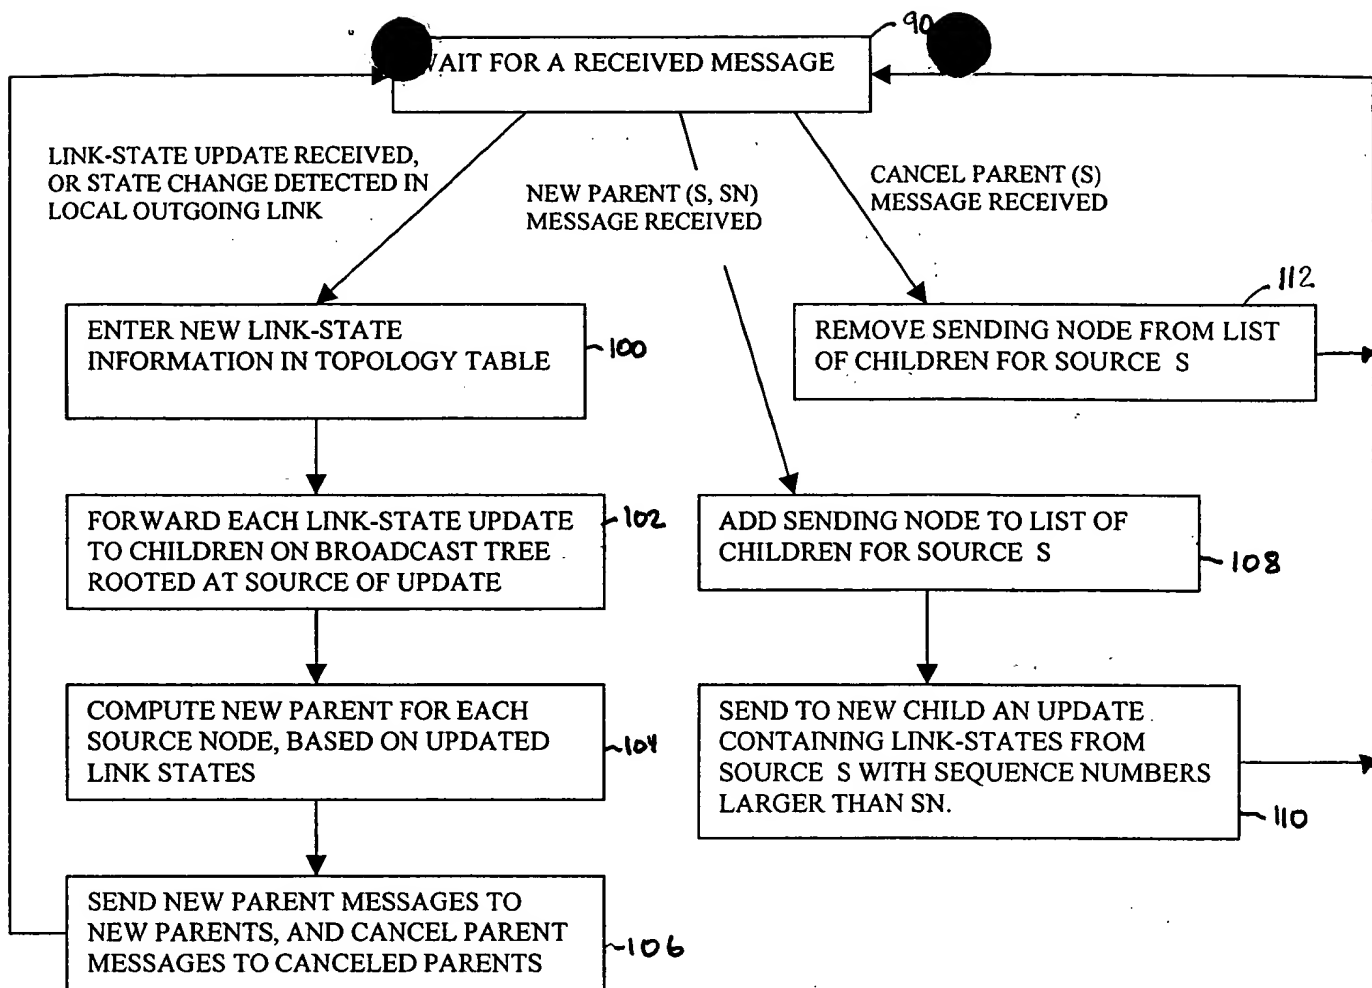 90
WAIT FOR A RECEIVED MESSAGE
LINK-STATE UPDATE RECEIVED,
OR STATE CHANGE DETECTED IN
LOCAL OUTGOING LINK
NEW PARENT (S, SN)
MESSAGE RECEIVED
CANCEL PARENT (S)
MESSAGE RECEIVED
ENTER NEW LINK-STATE
INFORMATION IN TOPOLOGY TABLE
100
112
REMOVE SENDING NODE FROM LIST
OF CHILDREN FOR SOURCE S
FORWARD EACH LINK-STATE UPDATE
TO CHILDREN ON BROADCAST TREE
ROOTED AT SOURCE OF UPDATE
102
ADD SENDING NODE TO LIST OF
CHILDREN FOR SOURCE S
108
COMPUTE NEW PARENT FOR EACH
SOURCE NODE, BASED ON UPDATED
LINK STATES
104
SEND TO NEW CHILD AN UPDATE
CONTAINING LINK-STATES FROM
SOURCE S WITH SEQUENCE NUMBERS
LARGER THAN SN.
110
SEND NEW PARENT MESSAGES TO
NEW PARENTS, AND CANCEL PARENT
MESSAGES TO CANCELED PARENTS
106